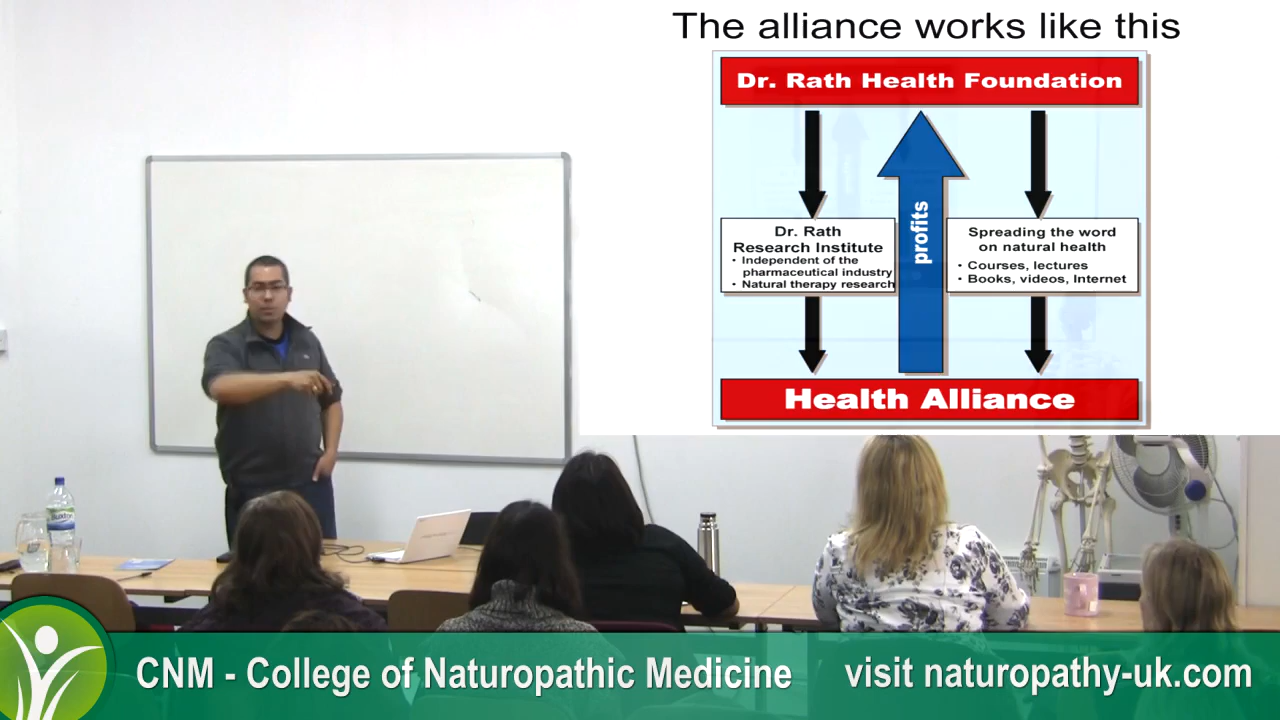 The alliance works like this
Dr. Rath Health Foundation
Dr. Rath
Research Institute
• Independent of the
pharmaceutical industry
• Natural therapy research
profits
Spreading the word
on natural health
• Courses, lectures
• Books, videos, Internet
Health Alliance
Buxton
CNM - College of Naturopathic Medicine
visit naturopathy-uk.com